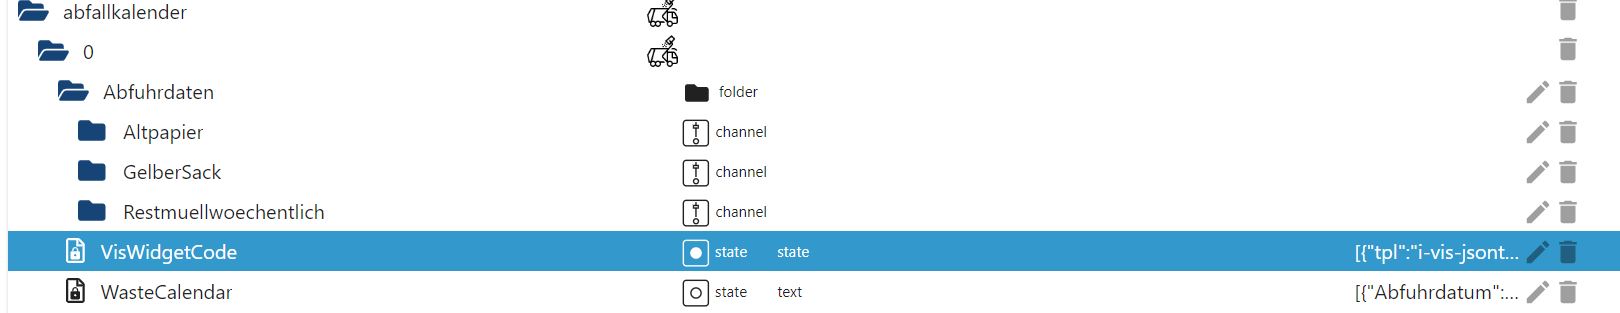 abfallkalender
0
Abfuhrdaten folder
Altpapier channel
GelberSack channel
Restmuellwoechentlich channel
VisWidgetCode state state [{"tpl":"i-vis-jsont...
WasteCalendar state text [{"Abfuhrdatum":...